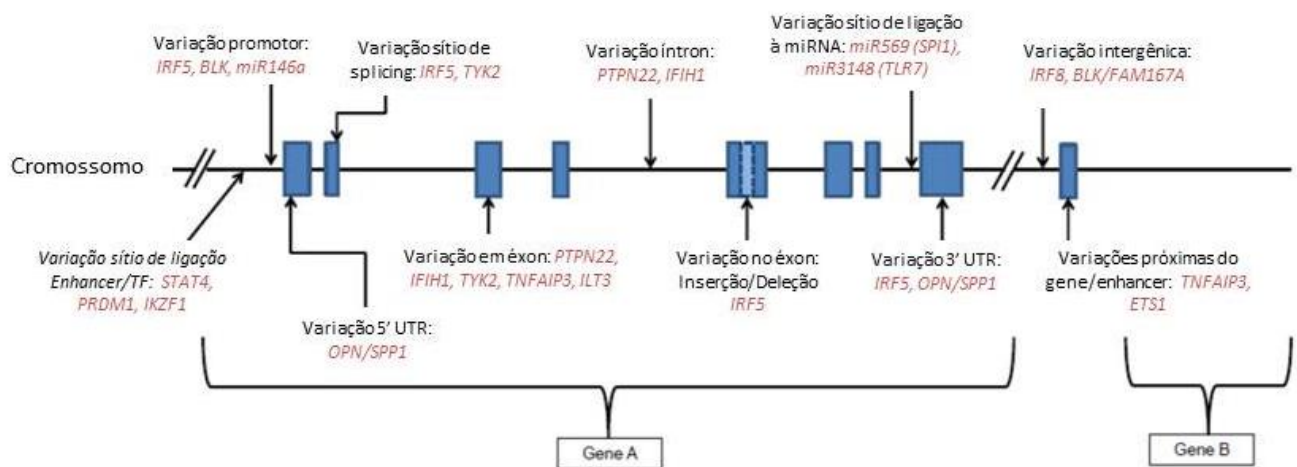 Variação promotor:
IRF5, BLK, miR146a
Variação sítio de
splicing: IRF5, TYK2
Variação íntron:
PTPN22, IFIH1
Variação sítio de ligação
à miRNA: miR569 (SPI1),
miR3148 (TLR7)
Variação intergênica:
IRF8, BLK/FAM167A
Cromossomo
Variação sítio de ligação
Enhancer/TF: STAT4,
PRDM1, IKZF1
Variação 5' UTR:
OPN/SPP1
Variação em éxon: PTPN22,
IFIH1, TYK2, TNFAIP3, ILT3
Variação no éxon:
Inserção/Deleção
IRF5
Variação 3' UTR:
IRF5, OPN/SPP1
Variações próximas do
gene/enhancer: TNFAIP3,
ETS1
Gene A
Gene B